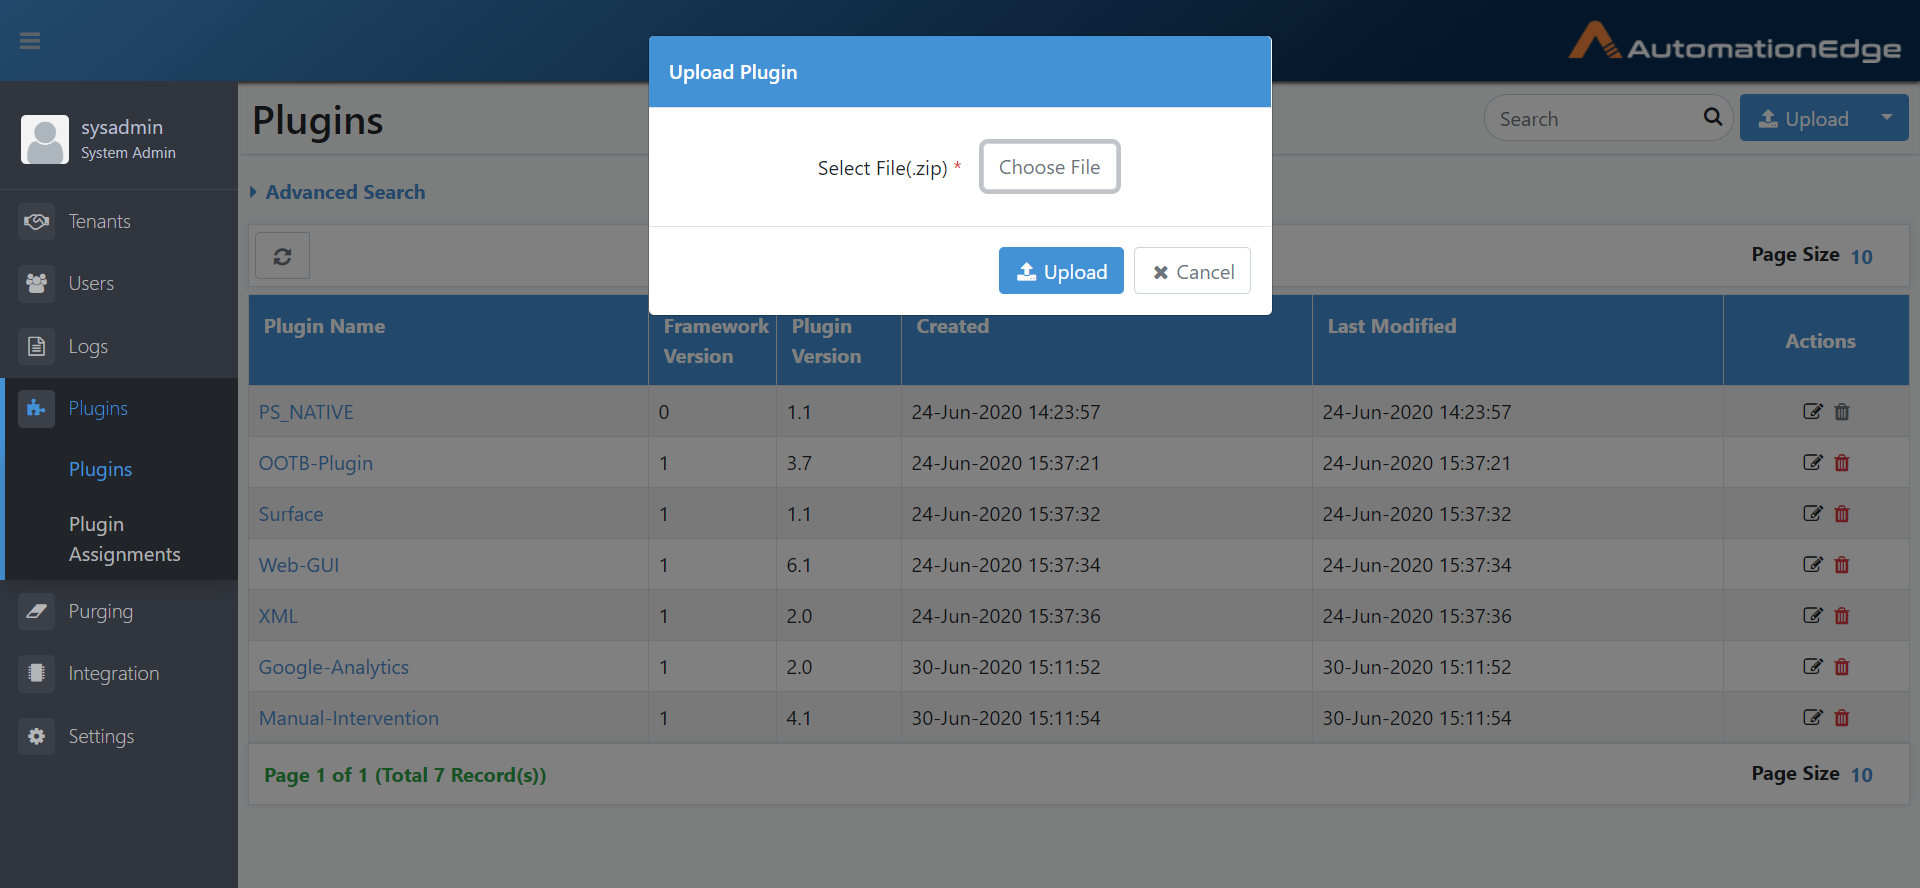 AutomationEdge
sysadmin
System Admin
Tenants
Users
Logs
Plugins
Plugins
Plugin
Assignments
Purging
Integration
Settings
Plugins
Search
Upload
Advanced Search
Upload Plugin
Select File(.zip) *
Choose File
Upload
Cancel
Page Size 10
Plugin Name Framework Version Plugin Version Created Last Modified Actions
PS_NATIVE 0 1.1 24-Jun-2020 14:23:57 24-Jun-2020 14:23:57
OOTB-Plugin 1 3.7 24-Jun-2020 15:37:21 24-Jun-2020 15:37:21
Surface 1 1.1 24-Jun-2020 15:37:32 24-Jun-2020 15:37:32
Web-GUI 1 6.1 24-Jun-2020 15:37:34 24-Jun-2020 15:37:34
XML 1 2.0 24-Jun-2020 15:37:36 24-Jun-2020 15:37:36
Google-Analytics 1 2.0 30-Jun-2020 15:11:52 30-Jun-2020 15:11:52
Manual-Intervention 1 4.1 30-Jun-2020 15:11:54 30-Jun-2020 15:11:54
Page 1 of 1 (Total 7 Record(s)) Page Size 10